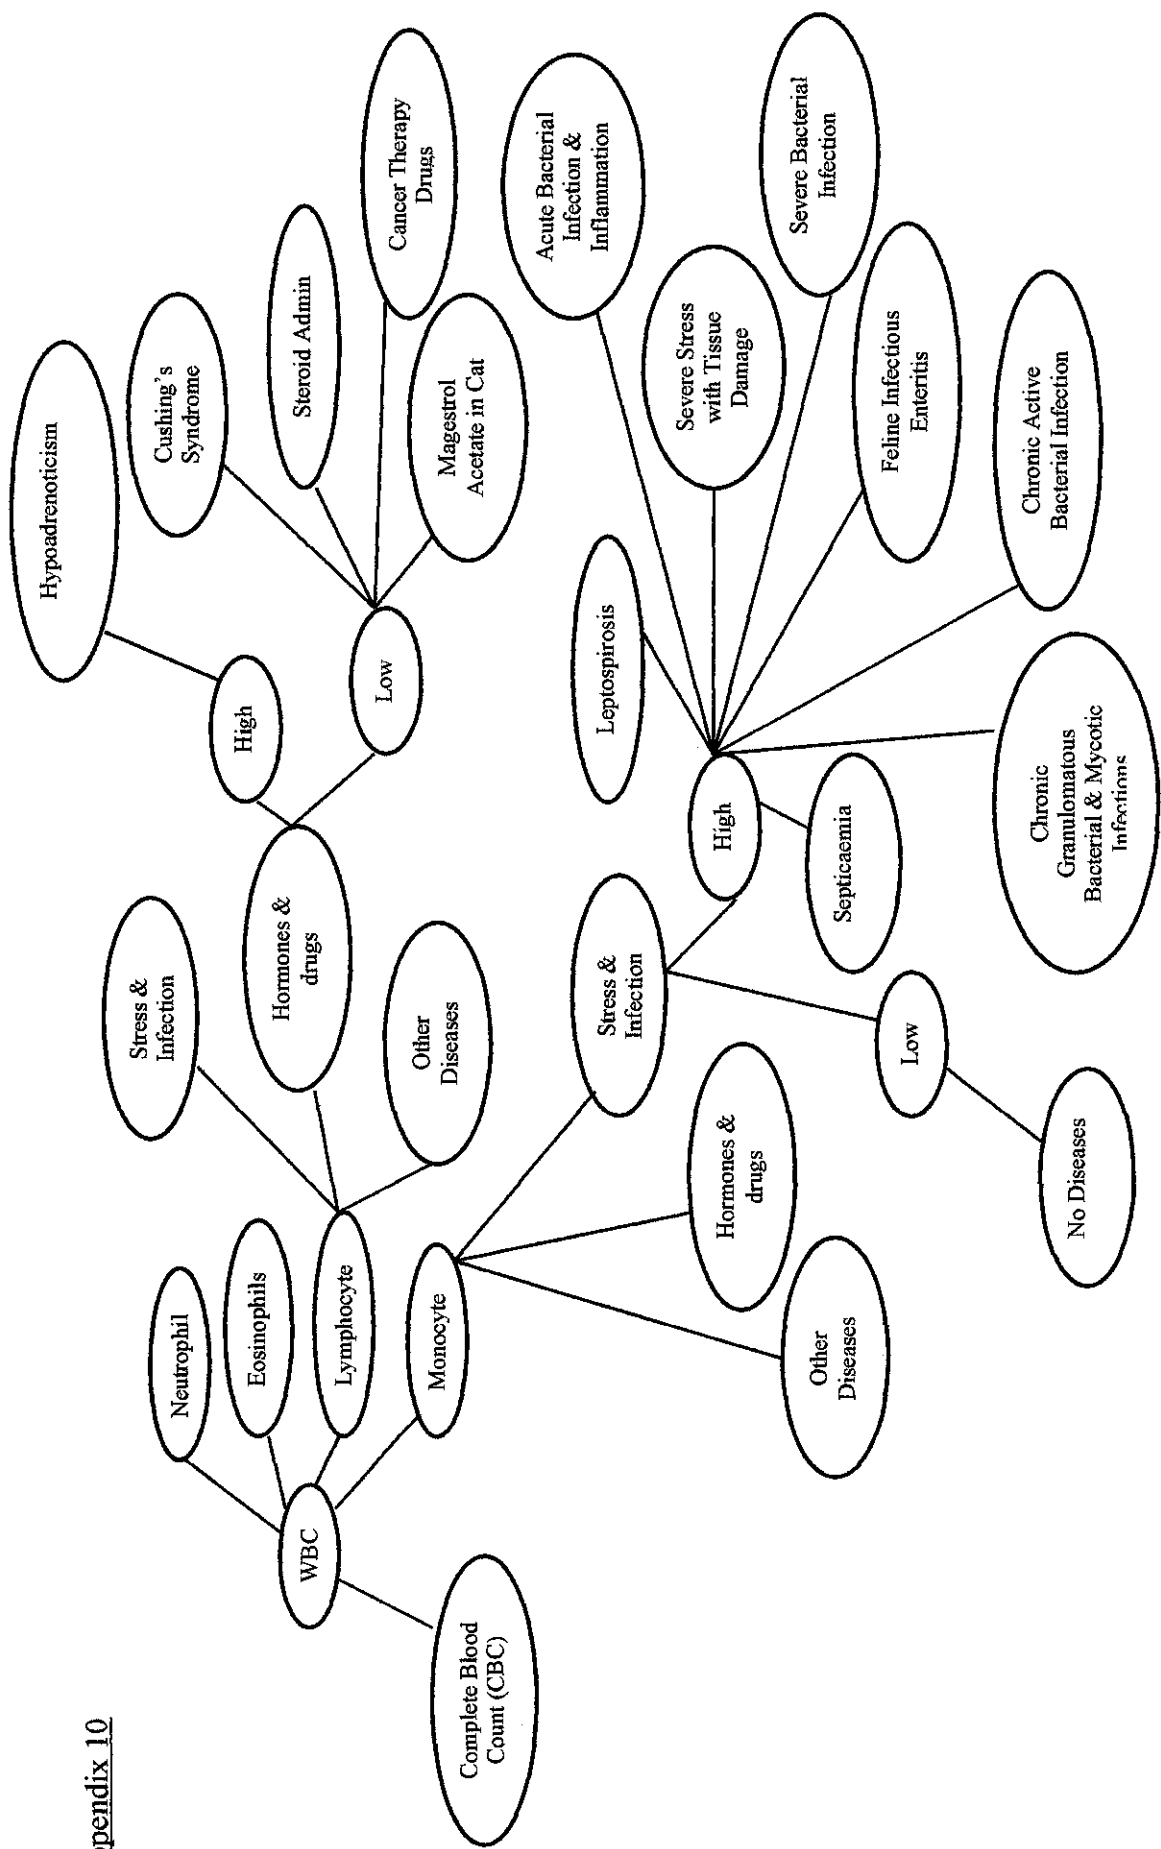 ppendix 10
Hypoadrenoticism
Stress &
Infection
Cushing's
Syndrome
Neutrophil
High
Eosinophils
Hormones &
drugs
Steroid Admin
WBC
Lymphocyte
Low
Cancer Therapy
Drugs
Other
Diseases
Monocyte
Magestrol
Acetate in Cat
Complete Blood
Count (CBC)
Acute Bacterial
Infection &
Inflammation
Leptospirosis
Stress &
Infection
Severe Stress
with Tissue
Damage
High
Hormones &
drugs
Severe Bacterial
Infection
Other
Diseases
Septicaemia
Feline Infectious
Enteritis
Low
Chronic Active
Bacterial Infection
Chronic
Granulomatous
Bacterial & Mycotic
Infections
No Diseases